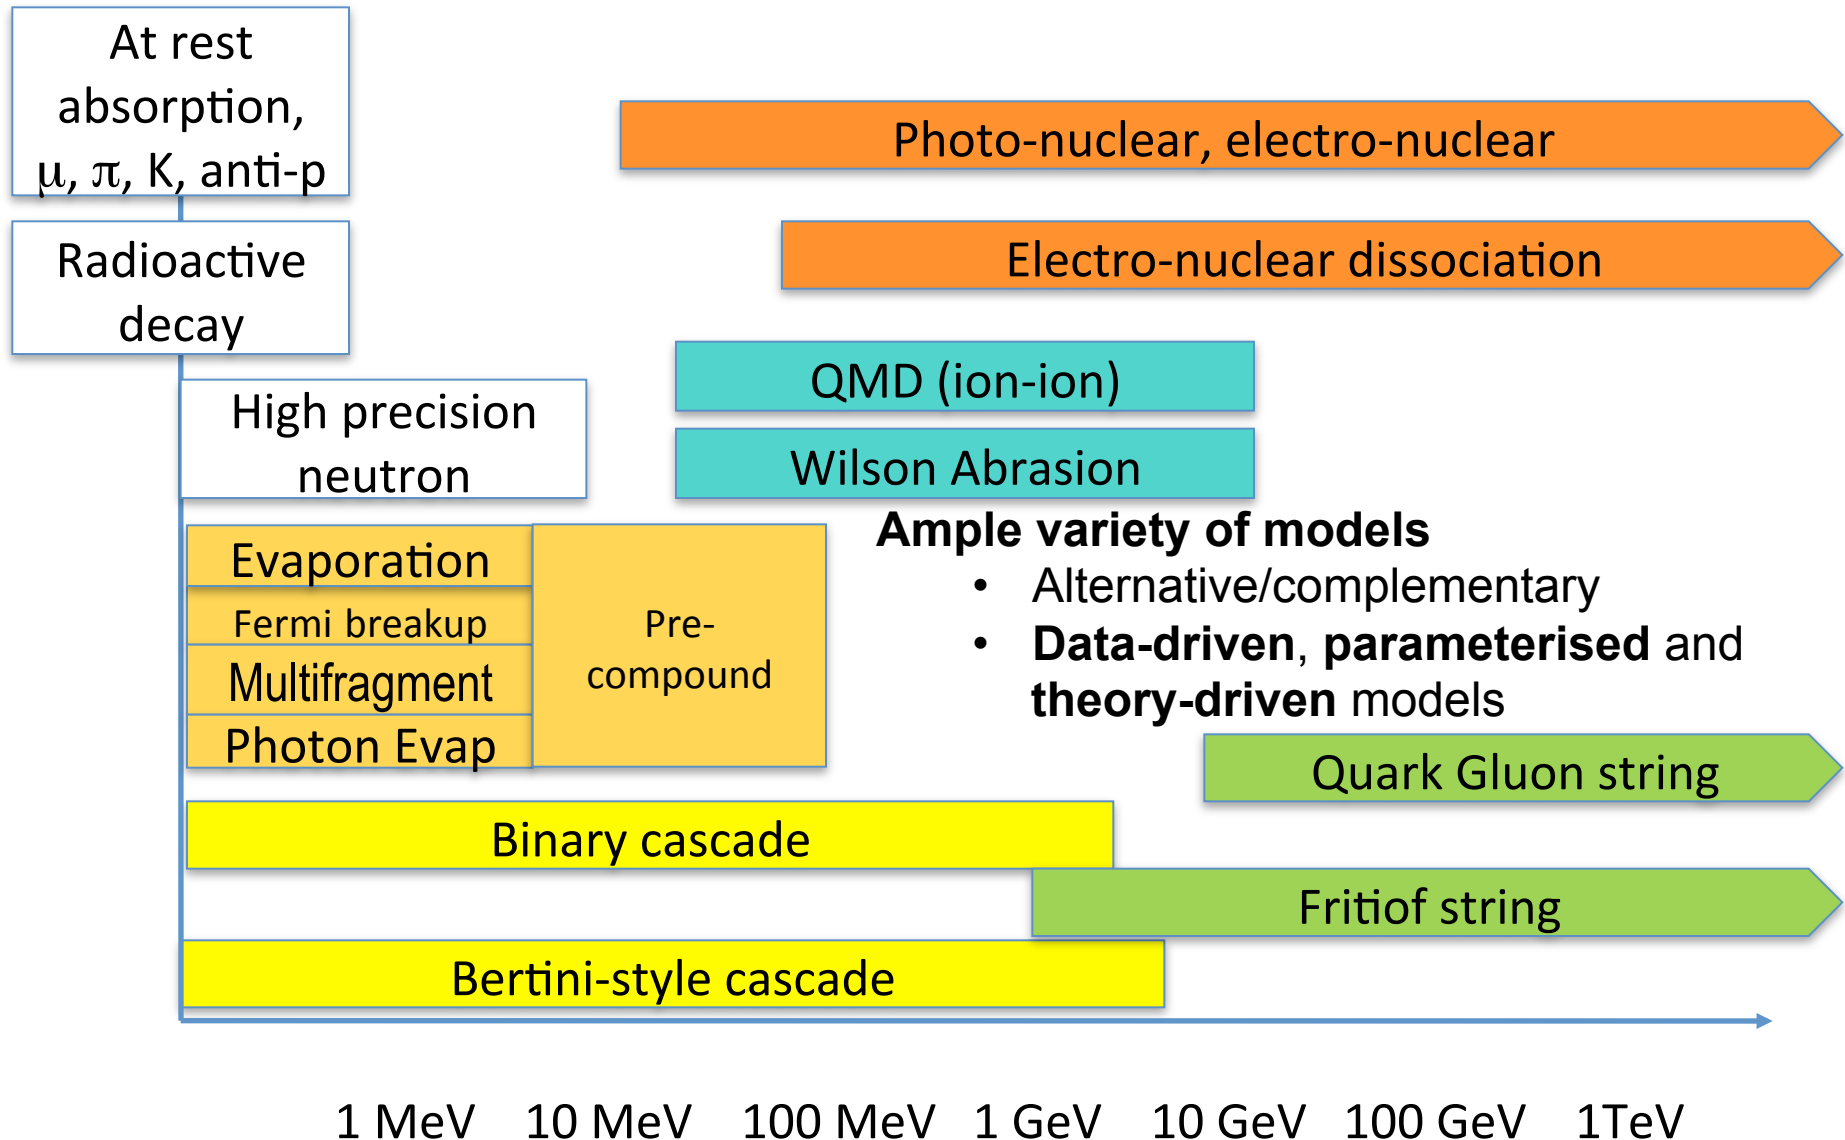 At rest
absorption,
μ, π, K, anti-p
Photo-nuclear, electro-nuclear
Radioactive
decay
Electro-nuclear dissociation
High precision
neutron
QMD (ion-ion)
Wilson Abrasion
Evaporation
Fermi breakup
Multifragment
Photon Evap
Pre-
compound
Ample variety of models
• Alternative/complementary
• Data-driven, parameterised and
theory-driven models
Quark Gluon string
Binary cascade
Fritiof string
Bertini-style cascade
1 MeV 10 MeV 100 MeV 1 GeV 10 GeV 100 GeV 1TeV